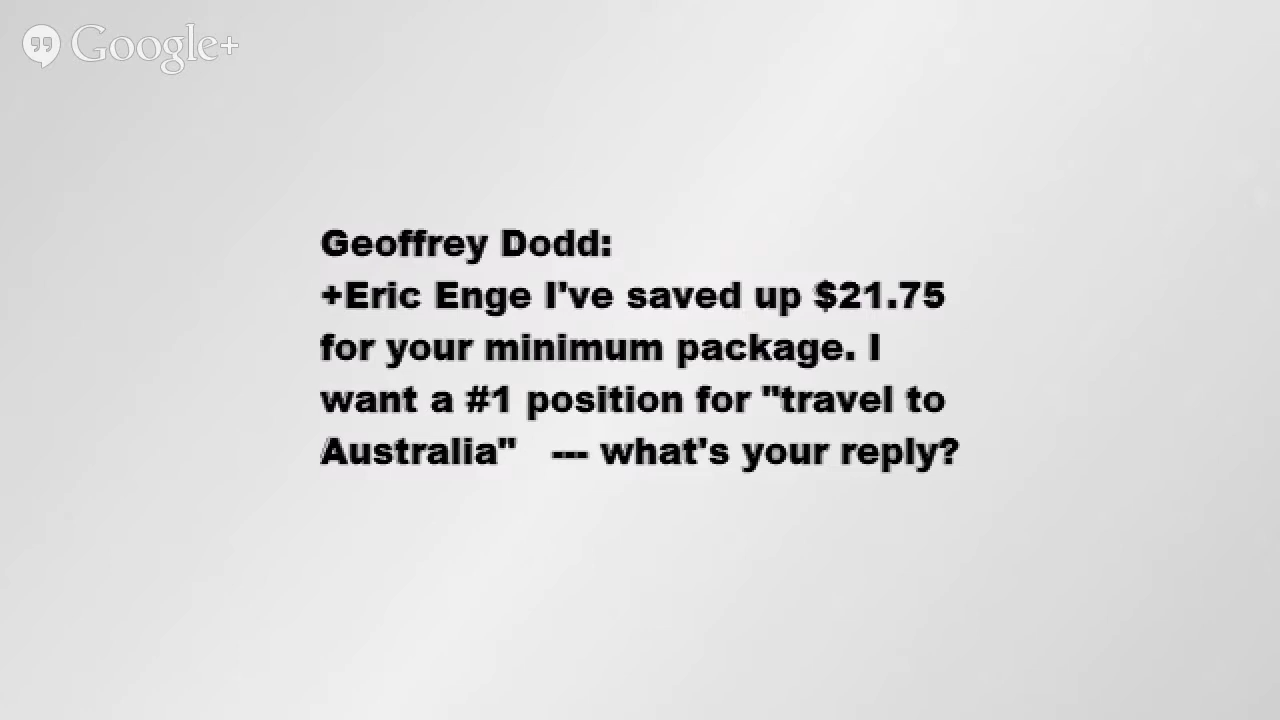 Google+
Geoffrey Dodd:
+Eric Enge I've saved up $21.75
for your minimum package. I
want a #1 position for "travel to
Australia"   --- what's your reply?